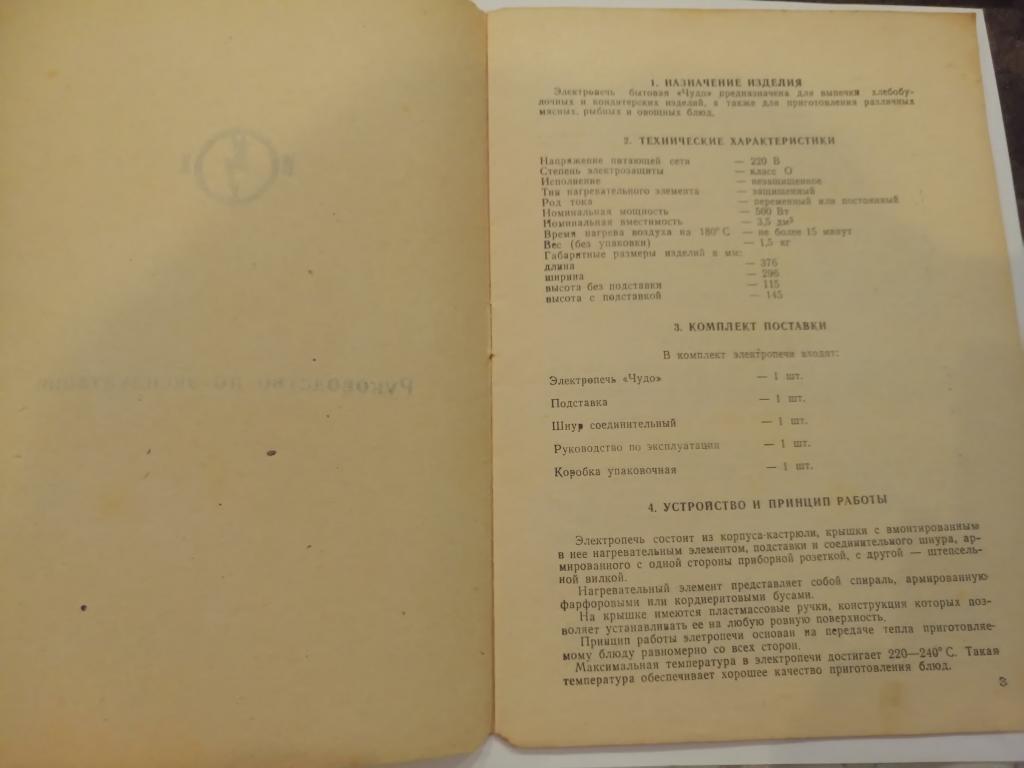 1. НАЗНАЧЕНИЕ ИЗДЕЛИЯ
Электропечь бытовая «Чудо» предназначена для выпечки хлебобу-
лочных и кондитерских изделий, а также для приготовления различных
мясных, рыбных и овощных блюд.
2. ТЕХНИЧЕСКИЕ ХАРАКТЕРИСТИКИ
Напряжение питающей сети — 220 В
Степень электрозащиты — класс О
Исполнение — незащищенное
Тип нагревательного элемента — защищенный
Род тока — переменный или постоянный
Номинальная мощность — 500 Вт
Номинальная вместимость — 3,5 дм³
Время нагрева воздуха на 180°С — не более 15 минут
Вес (без упаковки) — 1,5 кг
Габаритные размеры изделий в мм:
длина — 376
ширина — 296
высота без подставки — 115
высота с подставкой — 145
3. КОМПЛЕКТ ПОСТАВКИ
В комплект электропечи входят:
Электропечь «Чудо» — 1 шт.
Подставка — 1 шт.
Шнур соединительный — 1 шт.
Руководство по эксплуатации — 1 шт.
Коробка упаковочная — 1 шт.
4. УСТРОЙСТВО И ПРИНЦИП РАБОТЫ
Электропечь состоит из корпуса-кастрюли, крышки с вмонтированным
в нее нагревательным элементом, подставки и соединительного шнура, ар-
мированного с одной стороны приборной розеткой, с другой — штепсель-
ной вилкой.
Нагревательный элемент представляет собой спираль, армированную
фарфоровыми или кордиеритовыми бусами.
На крышке имеются пластмассовые ручки, конструкция которых поз-
воляет устанавливать ее на любую ровную поверхность.
Принцип работы элетропечи основан на передаче тепла приготовляе-
мому блюду равномерно со всех сторон.
Максимальная температура в электропечи достигает 220—240°С. Такая
температура обеспечивает хорошее качество приготовления блюд.
3